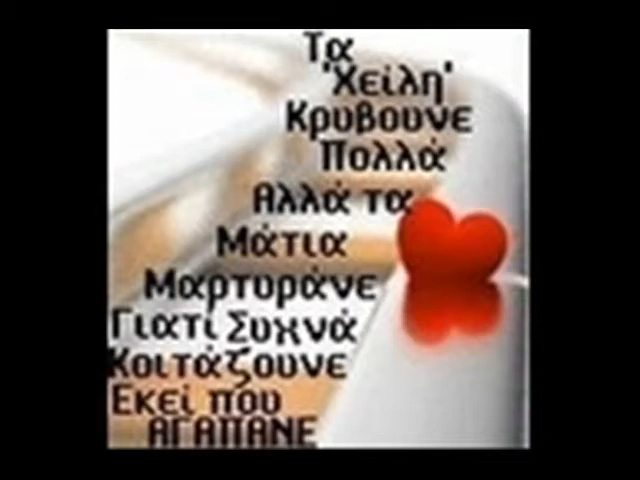 Τα
'Χείλη'
Κρυβουνε
Πολλά
Αλλά τα
Μάτια
Μαρτυράνε
Γιατί Συχνά
Κοιτάζουνε
Εκεί που
ΑΓΑΠΑΝΕ